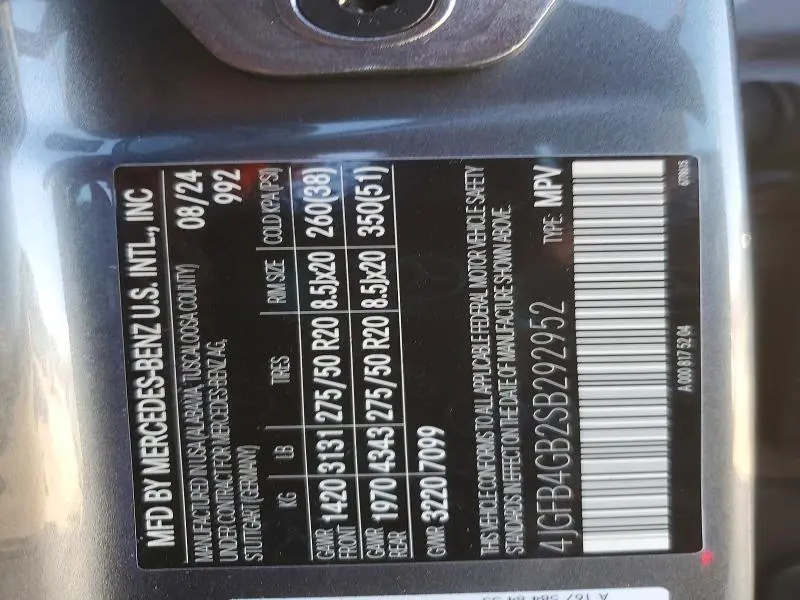 MFD BY MERCEDES-BENZ U.S. INTL., INC
MANUFACTURED IN USA (ALABAMA, TUSCALOOSA COUNTY) 08/24
UNDER CONTRACT FOR MERCEDES-BENZ AG, 992
STUTTGART (GERMANY)
KG LB TIRES RIM SIZE COLD KPA (PSI)
GAWR FRONT 1420 3131 275/50 R20 8.5Jx20 260(38)
GAWR REAR 1970 4343 275/50 R20 8.5Jx20 350(51)
GWR 3220 7099
THIS VEHICLE CONFORMS TO ALL APPLICABLE FEDERAL MOTOR VEHICLE SAFETY
STANDARDS IN EFFECT ON THE DATE OF MANUFACTURE SHOWN ABOVE.
4JGFB4GB2SB292952 TYPE: MPV
A 000 817 52 04